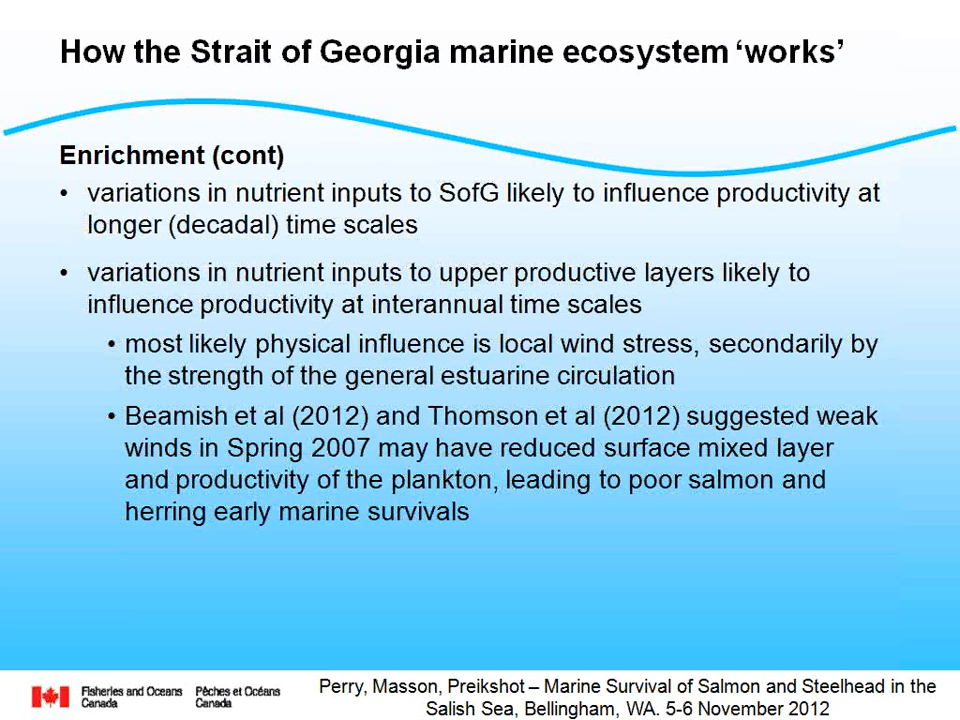 How the Strait of Georgia marine ecosystem ‘works’
Enrichment (cont)
• variations in nutrient inputs to SofG likely to influence productivity at
longer (decadal) time scales
• variations in nutrient inputs to upper productive layers likely to
influence productivity at interannual time scales
• most likely physical influence is local wind stress, secondarily by
the strength of the general estuarine circulation
• Beamish et al (2012) and Thomson et al (2012) suggested weak
winds in Spring 2007 may have reduced surface mixed layer
and productivity of the plankton, leading to poor salmon and
herring early marine survivals
Fisheries and Oceans
Canada
Pêches et Océans
Canada
Perry, Masson, Preikshot – Marine Survival of Salmon and Steelhead in the
Salish Sea, Bellingham, WA. 5-6 November 2012